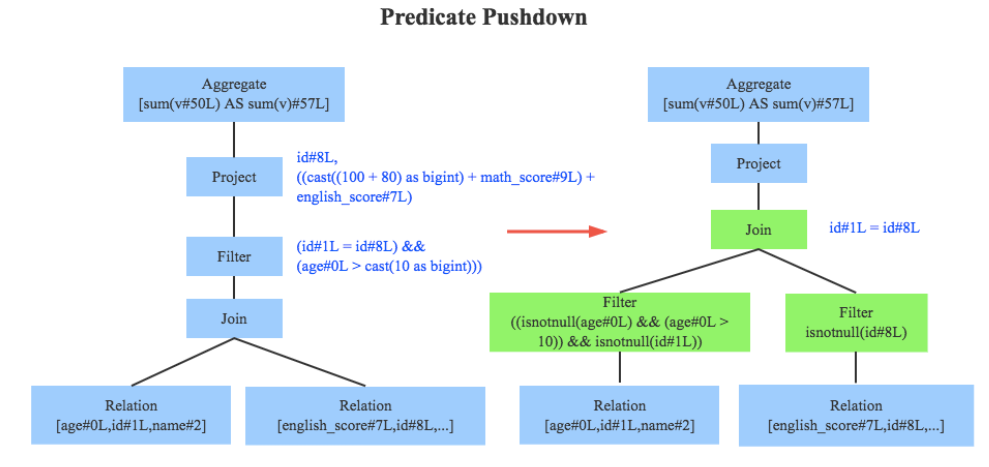 Predicate Pushdown
Aggregate
[sum(v#50L) AS sum(v)#57L]
Project
id#8L,
((cast((100 + 80) as bigint) + math_score#9L) +
english_score#7L)
Filter
(id#1L = id#8L) &&
(age#0L > cast(10 as bigint)))
Join
Relation
[age#0L,id#1L,name#2]
Relation
[english_score#7L,id#8L,...]
Aggregate
[sum(v#50L) AS sum(v)#57L]
Project
Join
id#1L = id#8L
Filter
((isnotnull(age#0L) && (age#0L >
10)) && isnotnull(id#1L))
Filter
isnotnull(id#8L)
Relation
[age#0L,id#1L,name#2]
Relation
[english_score#7L,id#8L,...]